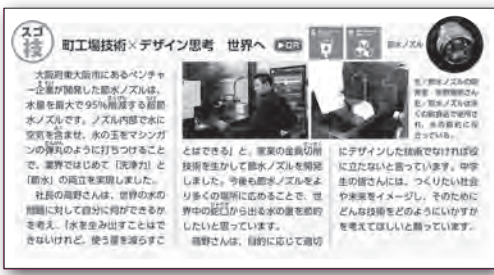 スゴ技
町工場技術×デザイン思考　世界へ
節水ノズル
大阪府東大阪市にあるベンチャ
ー企業が開発した節水ノズルは、
水量を最大で95%削減する超節
水ノズルです。ノズル内部で水に
空気を含ませ、水の玉をマシンガ
ンの弾丸のように打ちつけること
で、業界ではじめて「洗浄力」と
「節水」の両立を実現しました。
社長の高野さんは、世界の水の
問題に対して自分に何ができるか
を考え、「水を生み出すことはで
きないけれど、使う量を減らすこ
とはできる」と、家業の金属切削
技術を生かして節水ノズルを開発
しました。今後も節水ノズルをよ
り多くの場所に広めることで、世
界中の蛇口から出る水の量を節約
したいと思っています。
高野さんは、目的に応じて適切
にデザインした技術でなければ役
に立たないと言っています。中学
生の皆さんには、つくりたい社会
や未来をイメージし、そのために
どんな技術をどのようにいかすが
を考えてほしいと願っています。